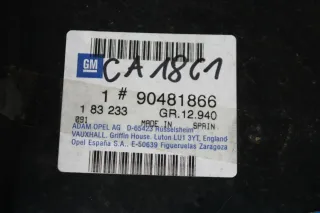 GM
CA1861
1 # 90481866
1 83 233 GR.12.940
091 MADE IN SPAIN
ADAM OPEL AG D-65423 Rüsselsheim
VAUXHALL. Griffin House. Luton LU1 3YT, England
Opel España S.A.. E-50639 Figueruelas Zaragoza